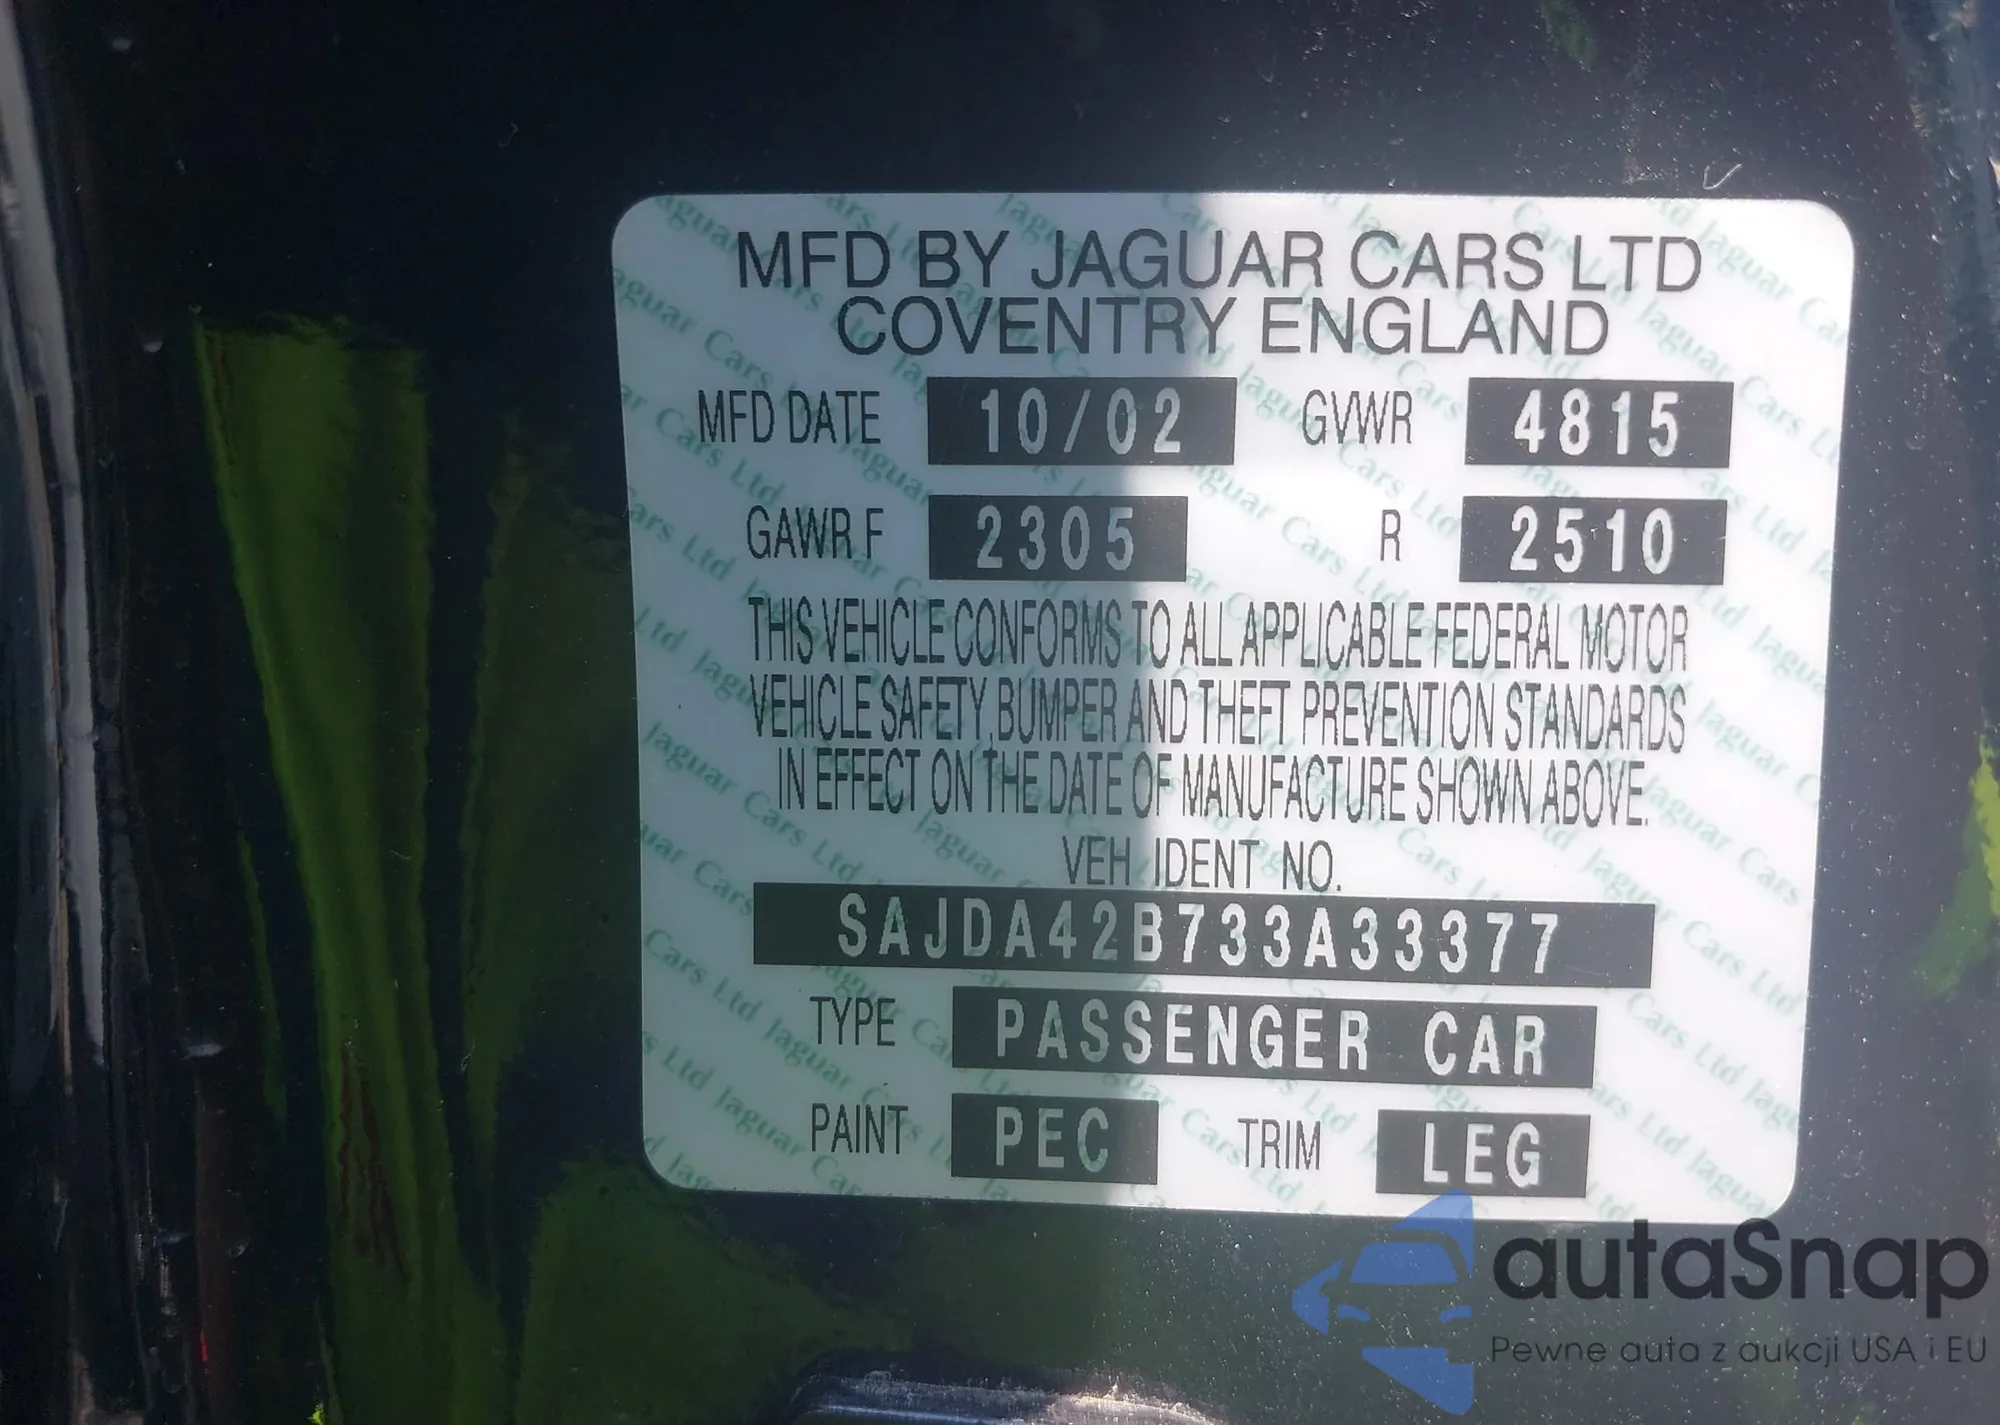 MFD BY JAGUAR CARS LTD
COVENTRY ENGLAND
MFD DATE 10/02 GVWR 4815
GAWR F 2305 R 2510
THIS VEHICLE CONFORMS TO ALL APPLICABLE FEDERAL MOTOR
VEHICLE SAFETY, BUMPER AND THEFT PREVENTION STANDARDS
IN EFFECT ON THE DATE OF MANUFACTURE SHOWN ABOVE.
VEH IDENT NO.
SAJDA42B733A33377
TYPE PASSENGER CAR
PAINT PEC TRIM LEG
autaSnap
Pewne auta z aukcji USA i EU